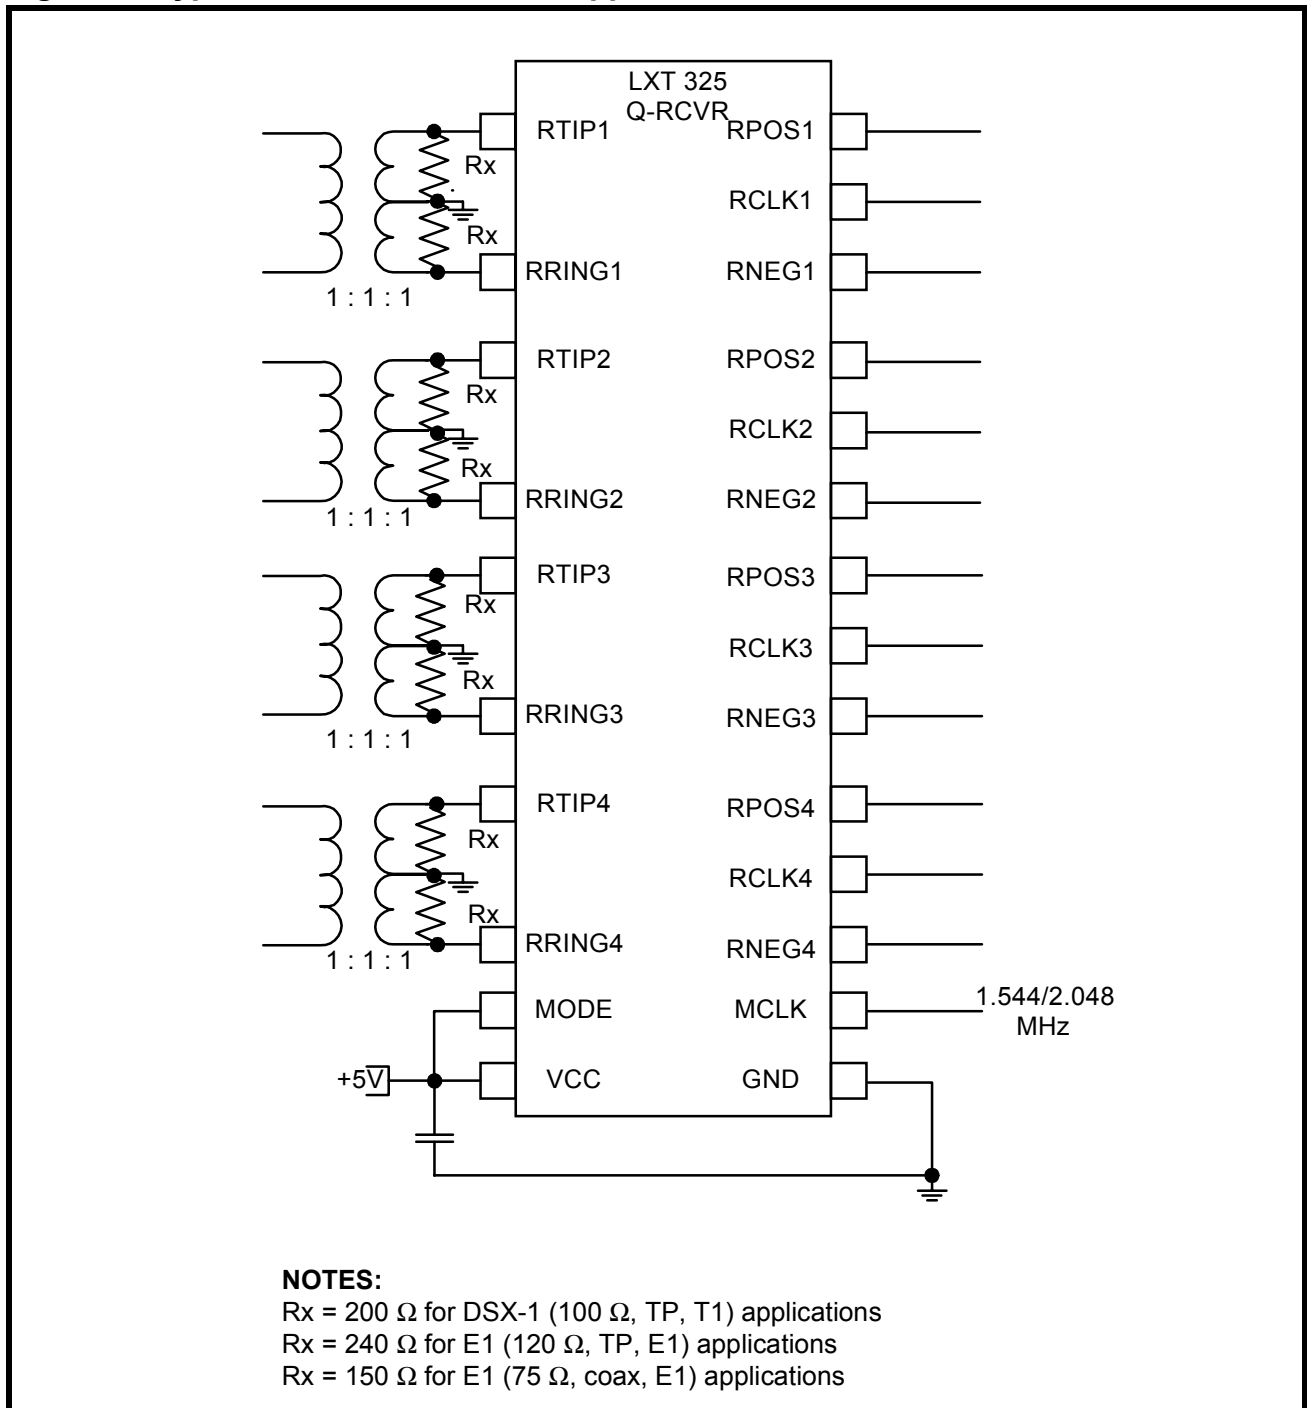 LXT 325
Q-RCVR
RTIP1
RPOS1
Rx
RCLK1
Rx
RRING1
RNEG1
1 : 1 : 1
RTIP2
RPOS2
Rx
RCLK2
Rx
RRING2
RNEG2
1 : 1 : 1
RTIP3
RPOS3
Rx
RCLK3
Rx
RRING3
RNEG3
1 : 1 : 1
RTIP4
RPOS4
Rx
RCLK4
Rx
RRING4
RNEG4
1 : 1 : 1
MODE
MCLK
1.544/2.048
MHz
+5V
VCC
GND
NOTES:
Rx = 200 Ω for DSX-1 (100 Ω, TP, T1) applications
Rx = 240 Ω for E1 (120 Ω, TP, E1) applications
Rx = 150 Ω for E1 (75 Ω, coax, E1) applications